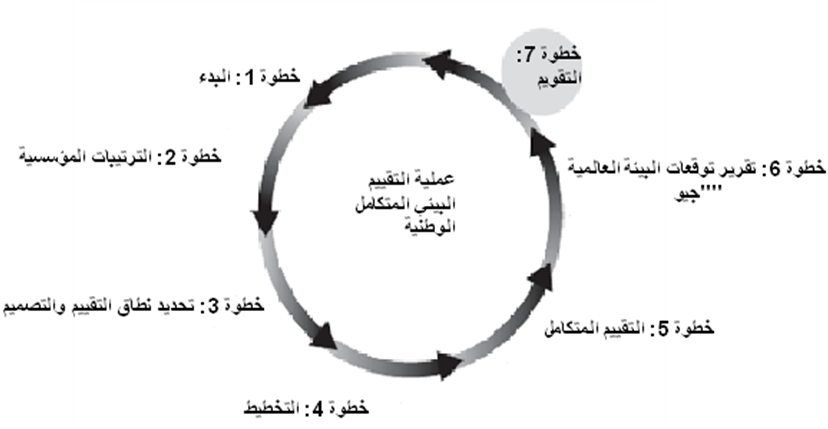 خطوة 1: البدء
خطوة 2: الترتيبات المؤسسية
خطوة 3: تحديد نطاق التقييم والتصميم
خطوة 4: التخطيط
خطوة 5: التقييم المتكامل
خطوة 6: تقرير توقعات البيئة العالمية
""جيو
خطوة 7:
التقويم
عملية التقييم
البيئي المتكامل
الوطنية